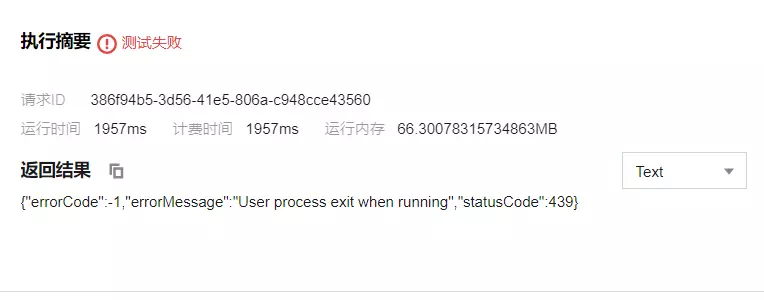 执行摘要 测试失败
请求ID 386f94b5-3d56-41e5-806a-c948cce43560
运行时间 1957ms 计费时间 1957ms 运行内存 66.30078315734863MB
返回结果 Text
{"errorCode":-1,"errorMessage":"User process exit when running","statusCode":439}